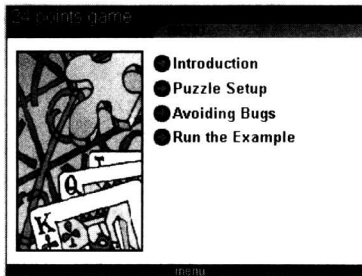 24 points game
Introduction
Puzzle Setup
Avoiding Bugs
Run the Example
J
Q
K
menu